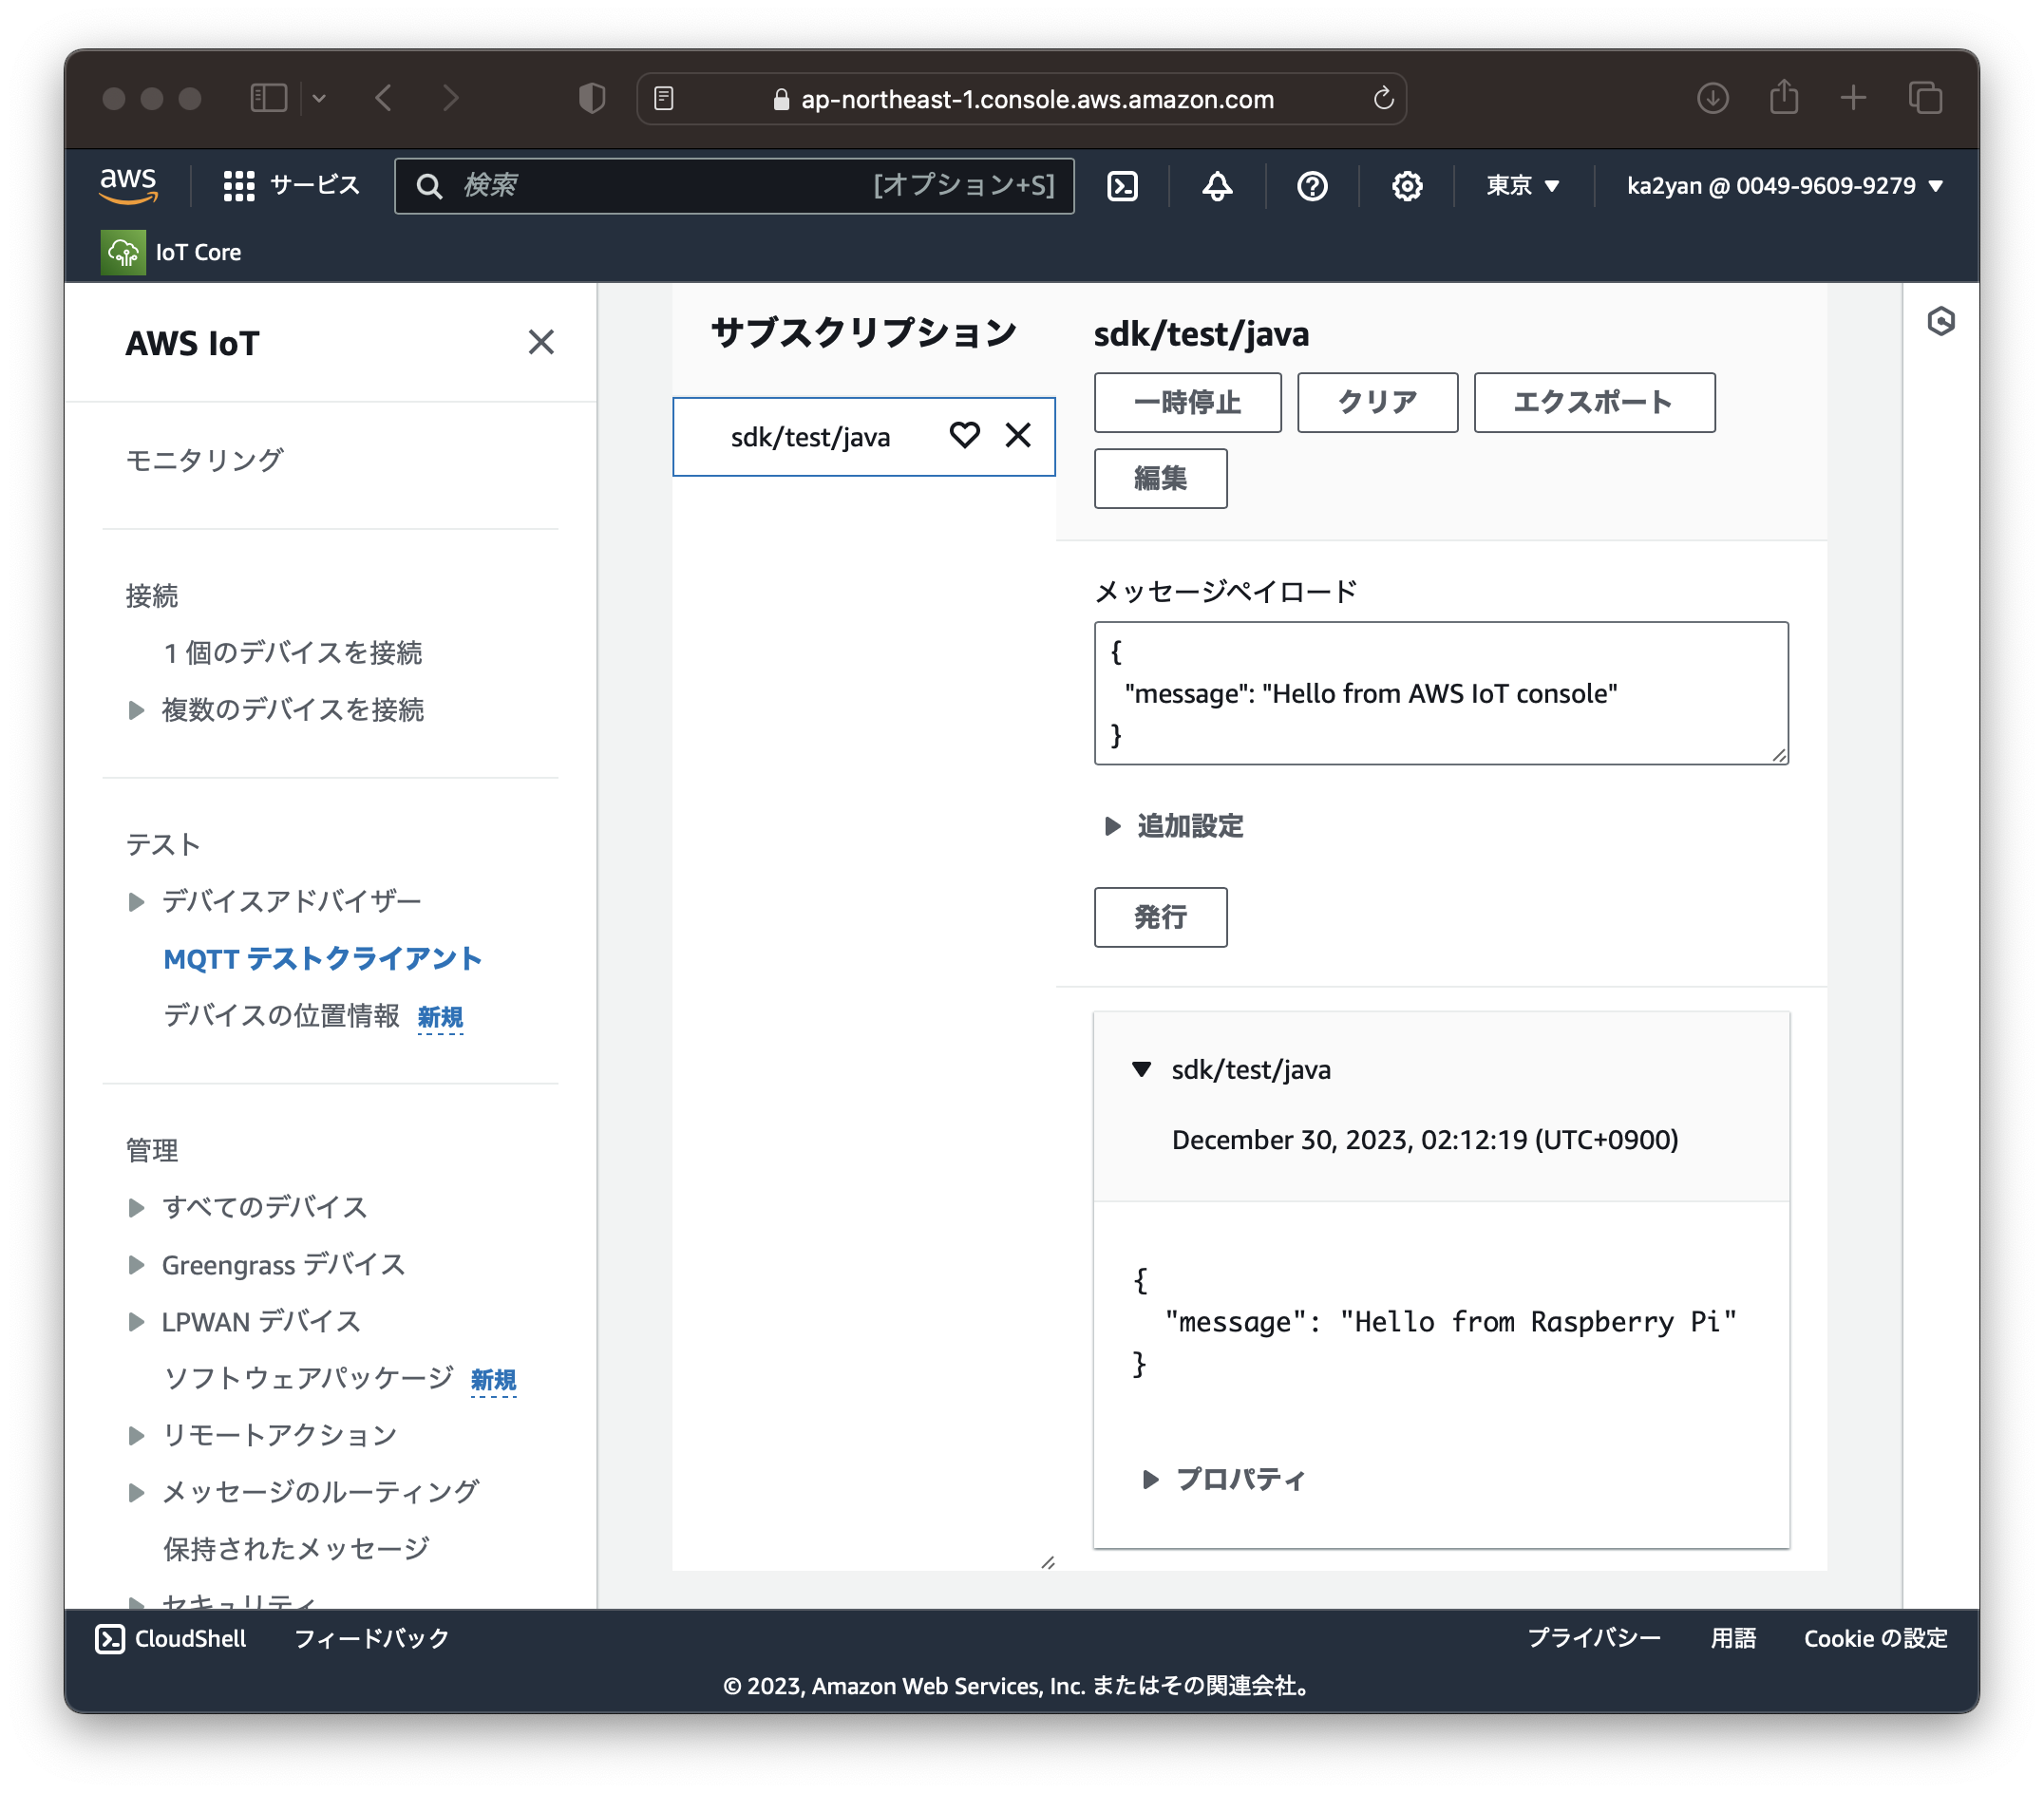 ap-northeast-1.console.aws.amazon.com
aws
サービス
検索
[オプション+S]
東京
ka2yan @ 0049-9609-9279
IoT Core
AWS IoT
モニタリング
接続
1 個のデバイスを接続
複数のデバイスを接続
テスト
デバイスアドバイザー
MQTT テストクライアント
デバイスの位置情報 新規
管理
すべてのデバイス
Greengrass デバイス
LPWAN デバイス
ソフトウェアパッケージ 新規
リモートアクション
メッセージのルーティング
保持されたメッセージ
セキュリティ
サブスクリプション
sdk/test/java
sdk/test/java
一時停止
クリア
エクスポート
編集
メッセージペイロード
{
"message": "Hello from AWS IoT console"
}
追加設定
発行
sdk/test/java
December 30, 2023, 02:12:19 (UTC+0900)
{
"message": "Hello from Raspberry Pi"
}
プロパティ
CloudShell
フィードバック
プライバシー
用語
Cookie の設定
© 2023, Amazon Web Services, Inc. またはその関連会社。